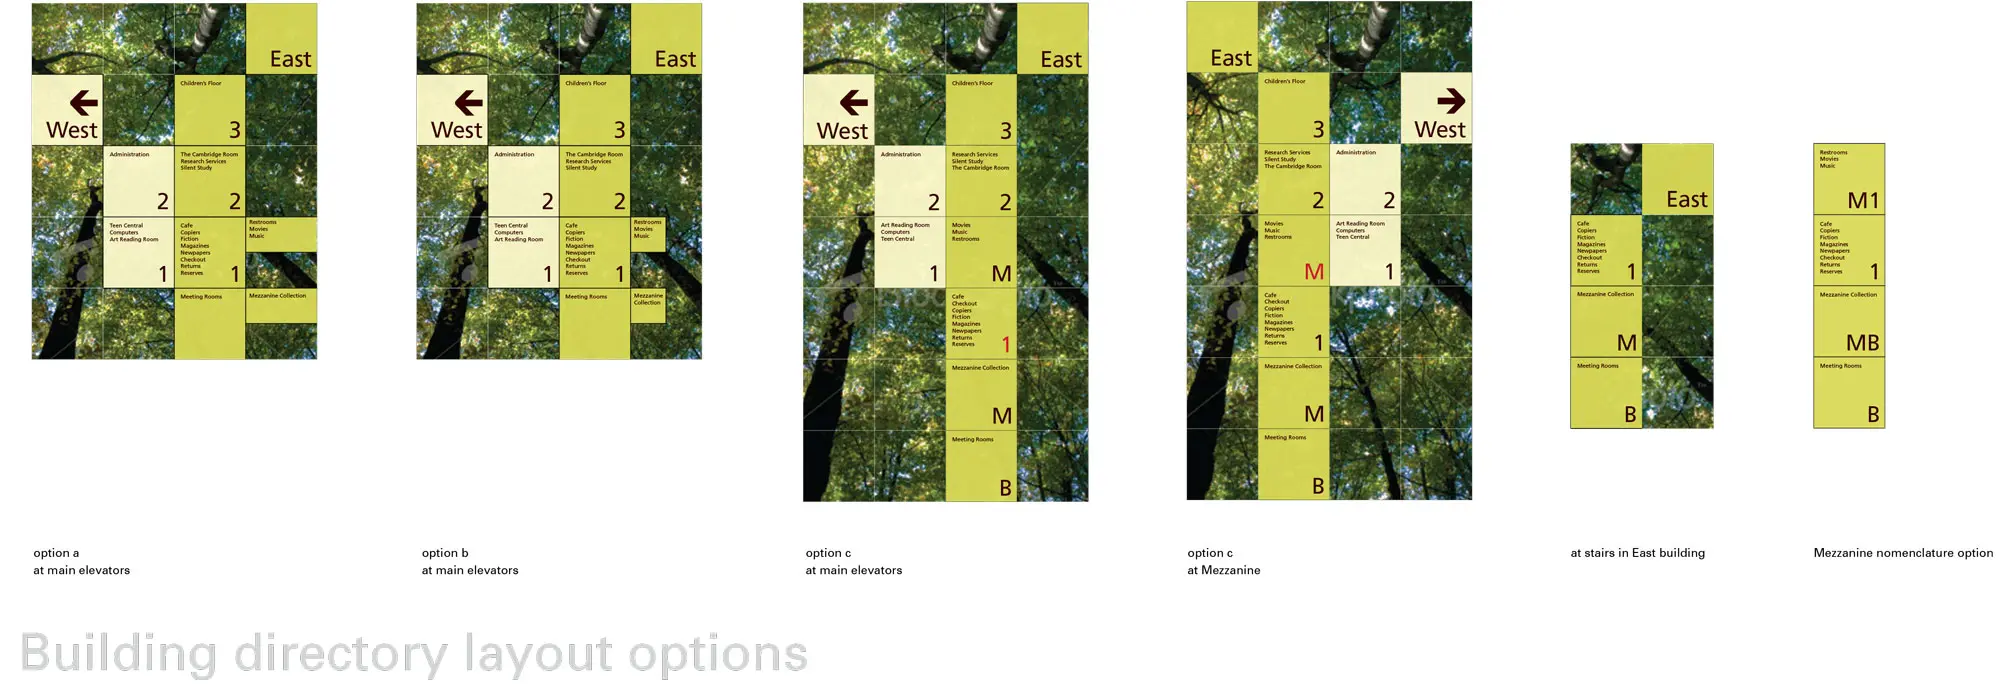 East
←
West
Children's Floor
3
Administration
2
The Cambridge Room
Research Services
Silent Study
2
Teen Central
Computers
Art Reading Room
1
Cafe
Copiers
Fiction
Magazines
Newpapers
Checkout
Returns
Reserves
1
Restrooms
Movies
Music
Meeting Rooms
Mezzanine Collection
option a
at main elevators
East
←
West
Children's Floor
3
Administration
2
The Cambridge Room
Research Services
Silent Study
2
Teen Central
Computers
Art Reading Room
1
Cafe
Copiers
Fiction
Magazines
Newpapers
Checkout
Returns
Reserves
1
Restrooms
Movies
Music
Meeting Rooms
Mezzanine
Collection
option b
at main elevators
East
←
West
Children's Floor
3
Administration
2
Research Services
Silent Study
The Cambridge Room
2
Art Reading Room
Computers
Teen Central
1
Movies
Music
Restrooms
M
Cafe
Checkout
Copiers
Fiction
Magazines
Newpapers
Returns
Reserves
1
Mezzanine Collection
M
Meeting Rooms
B
option c
at main elevators
East
→
West
Children's Floor
3
Research Services
Silent Study
The Cambridge Room
2
Administration
2
Movies
Music
Restrooms
M
Art Reading Room
Computers
Teen Central
1
Cafe
Checkout
Copiers
Fiction
Magazines
Newpapers
Returns
Reserves
1
Mezzanine Collection
M
Meeting Rooms
B
option c
at Mezzanine
East
Cafe
Copiers
Fiction
Magazines
Newpapers
Checkout
Returns
Reserves
1
Mezzanine Collection
M
Meeting Rooms
B
at stairs in East building
Restrooms
Movies
Music
M1
Cafe
Copiers
Fiction
Magazines
Newpapers
Checkout
Returns
Reserves
1
Mezzanine Collection
MB
Meeting Rooms
B
Mezzanine nomenclature option
Building directory layout options